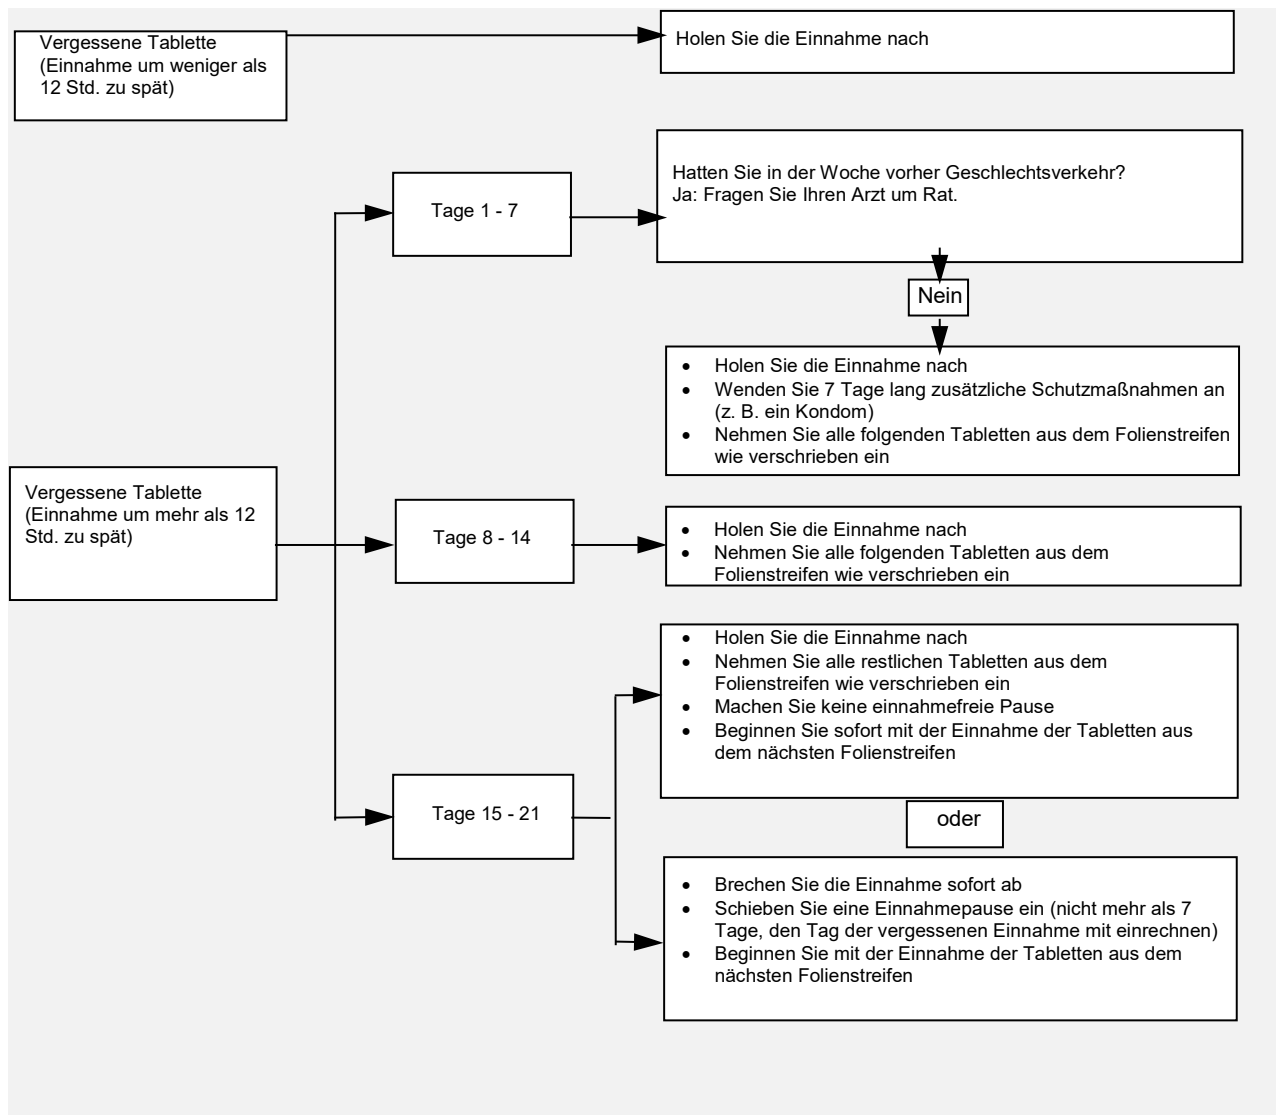 Vergessene Tablette
(Einnahme um weniger als
12 Std. zu spät)
Holen Sie die Einnahme nach
Tage 1 - 7
Hatten Sie in der Woche vorher Geschlechtsverkehr?
Ja: Fragen Sie Ihren Arzt um Rat.
Nein
• Holen Sie die Einnahme nach
• Wenden Sie 7 Tage lang zusätzliche Schutzmaßnahmen an
(z. B. ein Kondom)
• Nehmen Sie alle folgenden Tabletten aus dem Folienstreifen
wie verschrieben ein
Vergessene Tablette
(Einnahme um mehr als 12
Std. zu spät)
Tage 8 - 14
• Holen Sie die Einnahme nach
• Nehmen Sie alle folgenden Tabletten aus dem
Folienstreifen wie verschrieben ein
Tage 15 - 21
• Holen Sie die Einnahme nach
• Nehmen Sie alle restlichen Tabletten aus dem
Folienstreifen wie verschrieben ein
• Machen Sie keine einnahmefreie Pause
• Beginnen Sie sofort mit der Einnahme der Tabletten aus
dem nächsten Folienstreifen
oder
• Brechen Sie die Einnahme sofort ab
• Schieben Sie eine Einnahmepause ein (nicht mehr als 7
Tage, den Tag der vergessenen Einnahme mit einrechnen)
• Beginnen Sie mit der Einnahme der Tabletten aus dem
nächsten Folienstreifen